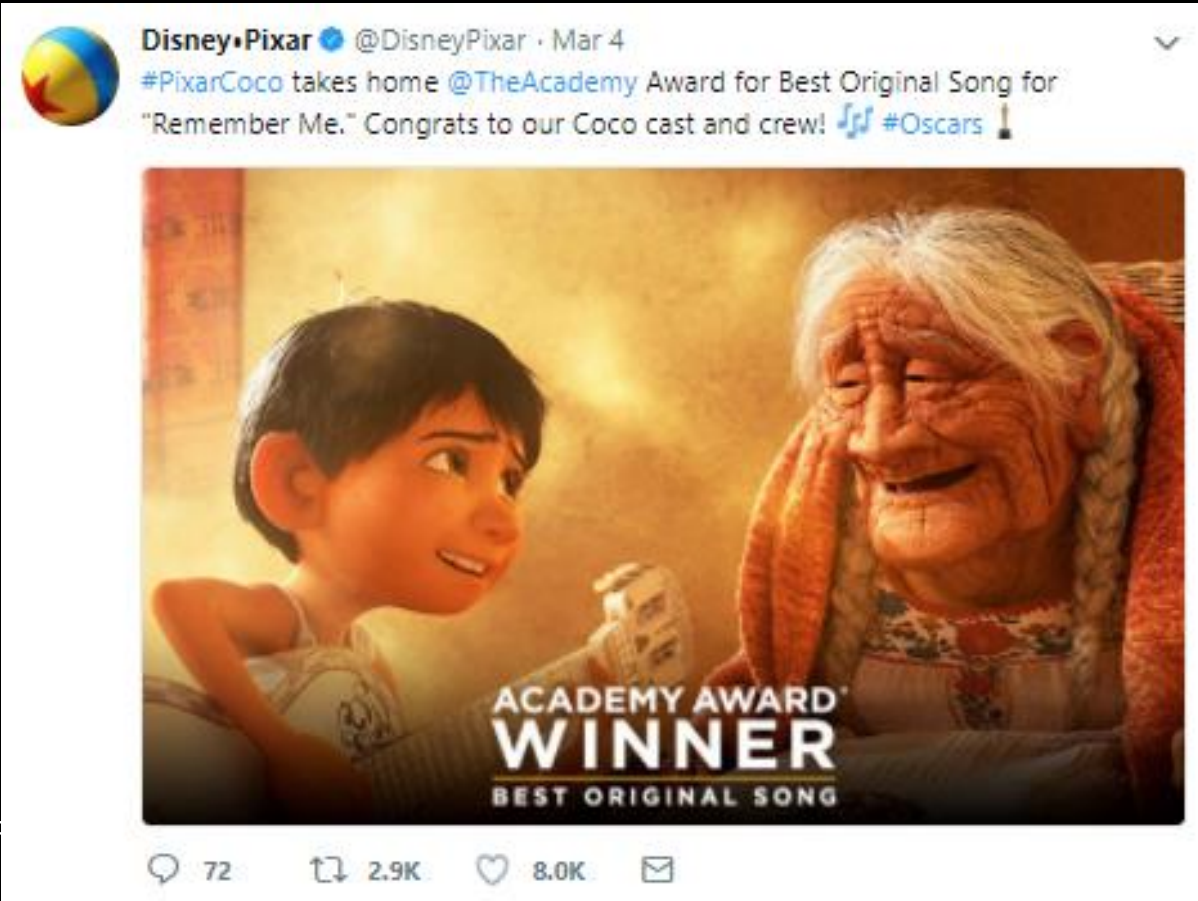 Disney•Pixar @DisneyPixar · Mar 4
#PixarCoco takes home @TheAcademy Award for Best Original Song for
"Remember Me." Congrats to our Coco cast and crew! #Oscars
ACADEMY AWARD
WINNER
BEST ORIGINAL SONG
72 2.9K 8.0K